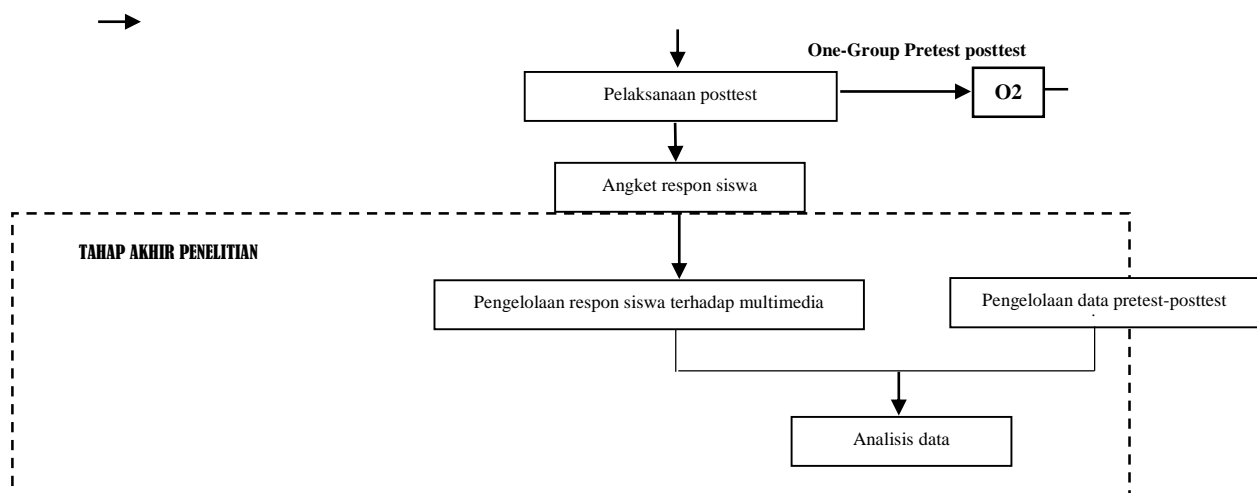 One-Group Pretest posttest
Pelaksanaan posttest
O2
Angket respon siswa
TAHAP AKHIR PENELITIAN
Pengelolaan respon siswa terhadap multimedia
Pengelolaan data pretest-posttest
.
Analisis data